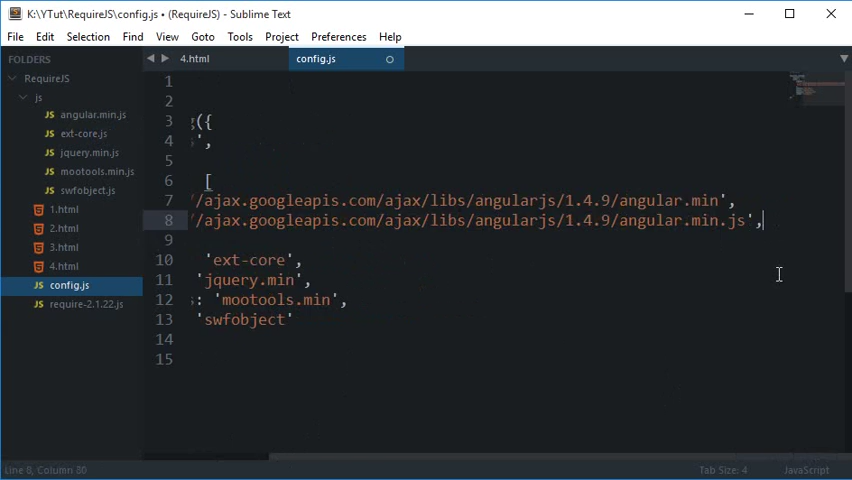 K:\YTut\RequireJS\config.js • (RequireJS) - Sublime Text
File Edit Selection Find View Goto Tools Project Preferences Help
FOLDERS
RequireJS
js
angular.min.js
ext-core.js
jquery.min.js
mootools.min.js
swfobject.js
1.html
2.html
3.html
4.html
config.js
require-2.1.22.js
4.html config.js
1
2
3 g({
4 s',
5
6 [
7 '//ajax.googleapis.com/ajax/libs/angularjs/1.4.9/angular.min',
8 '//ajax.googleapis.com/ajax/libs/angularjs/1.4.9/angular.min.js',
9
10 'ext-core',
11 'jquery.min',
12 s: 'mootools.min',
13 'swfobject'
14
15
Line 8, Column 80
Tab Size: 4 JavaScript